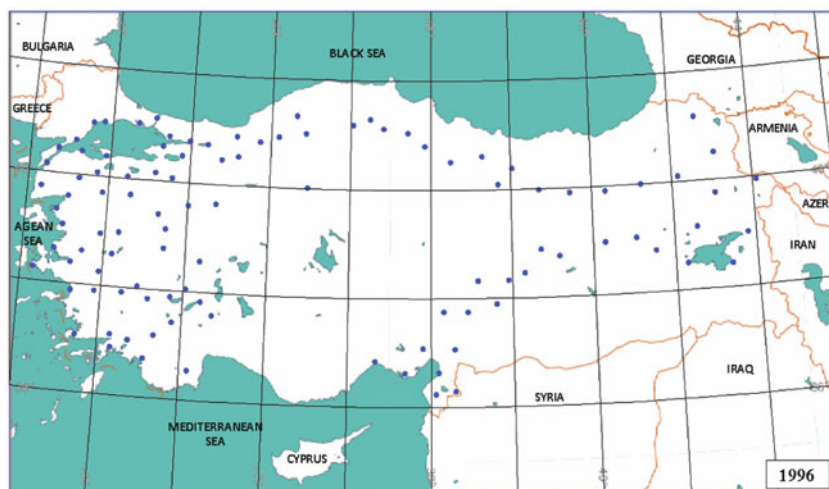 BULGARIA
BLACK SEA
GEORGIA
GREECE
ARMENIA
AZER
AGEAN
SEA
IRAN
IRAQ
SYRIA
MEDITERRANEAN
SEA
CYPRUS
1996